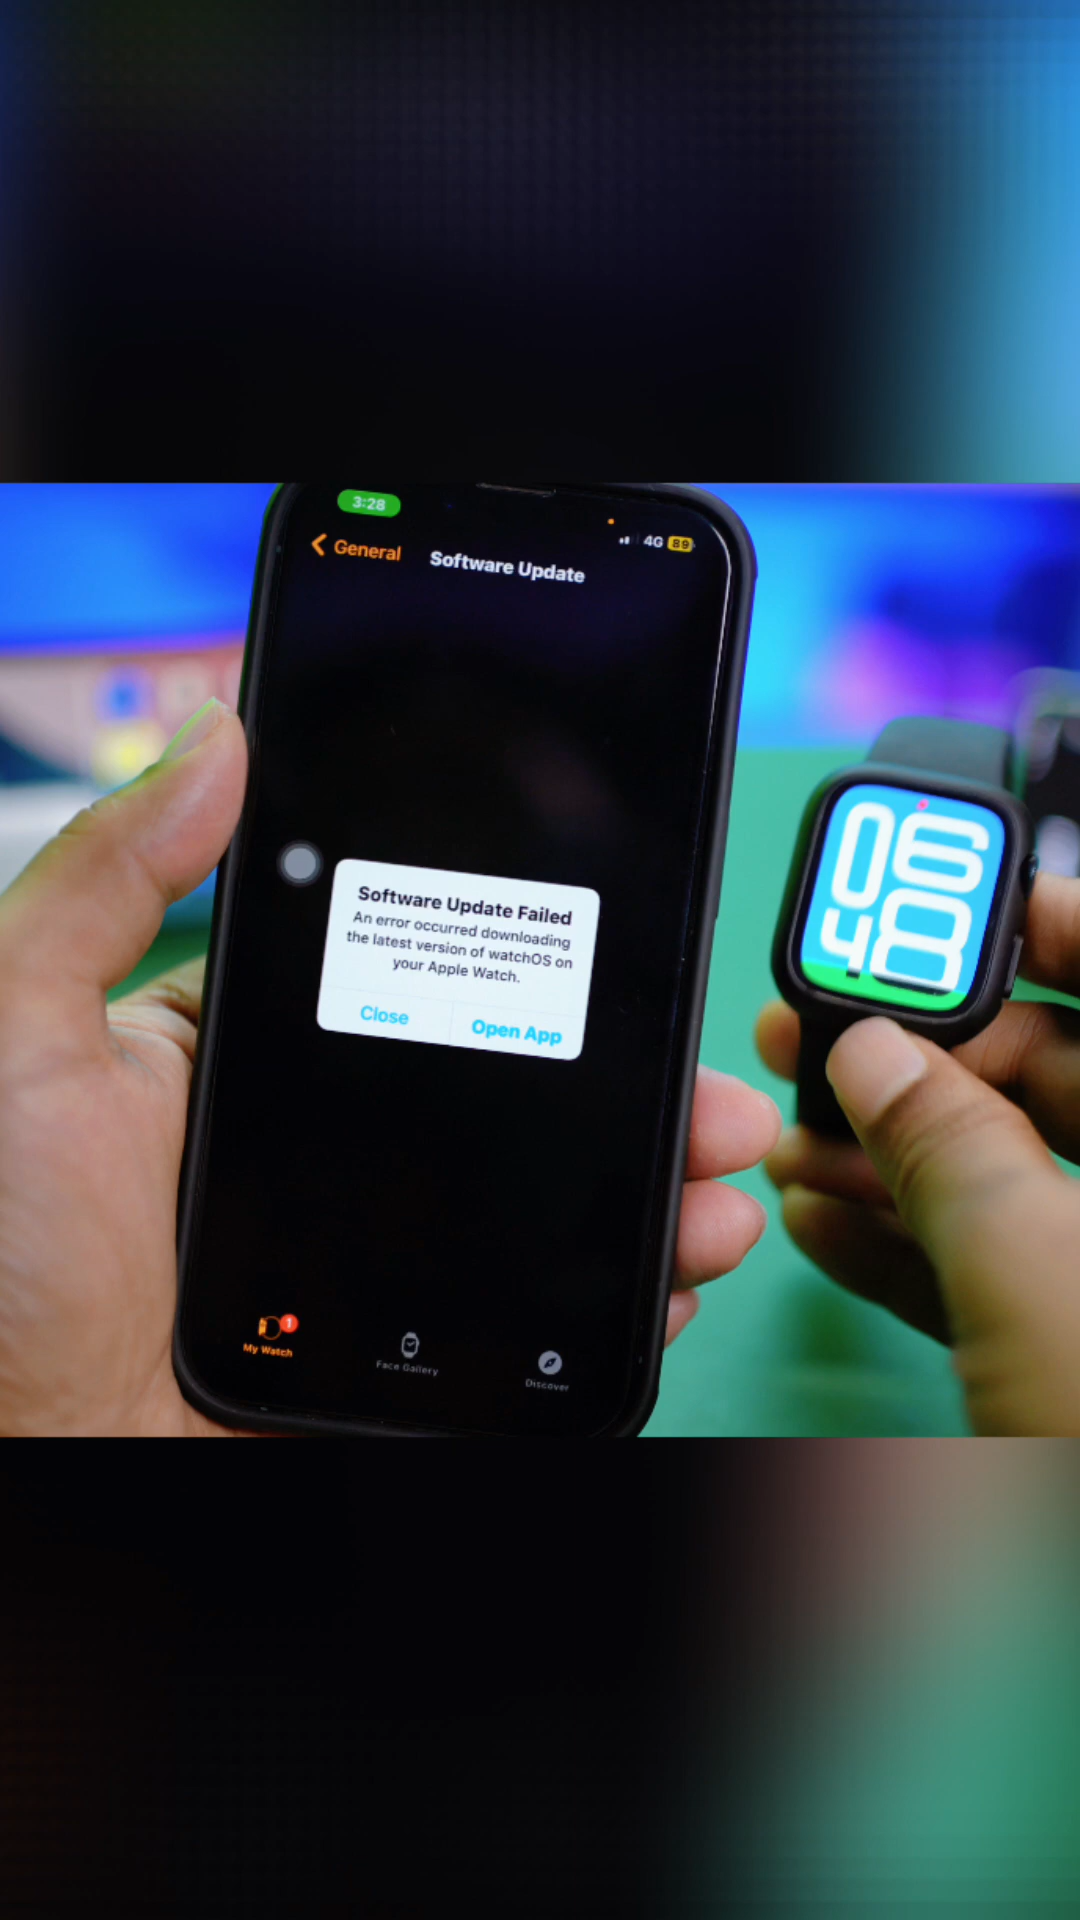 3:28
4G 89
General
Software Update
Software Update Failed
An error occurred downloading
the latest version of watchOS on
your Apple Watch.
Close
Open App
1
My Watch
Face Gallery
Discover
06
48